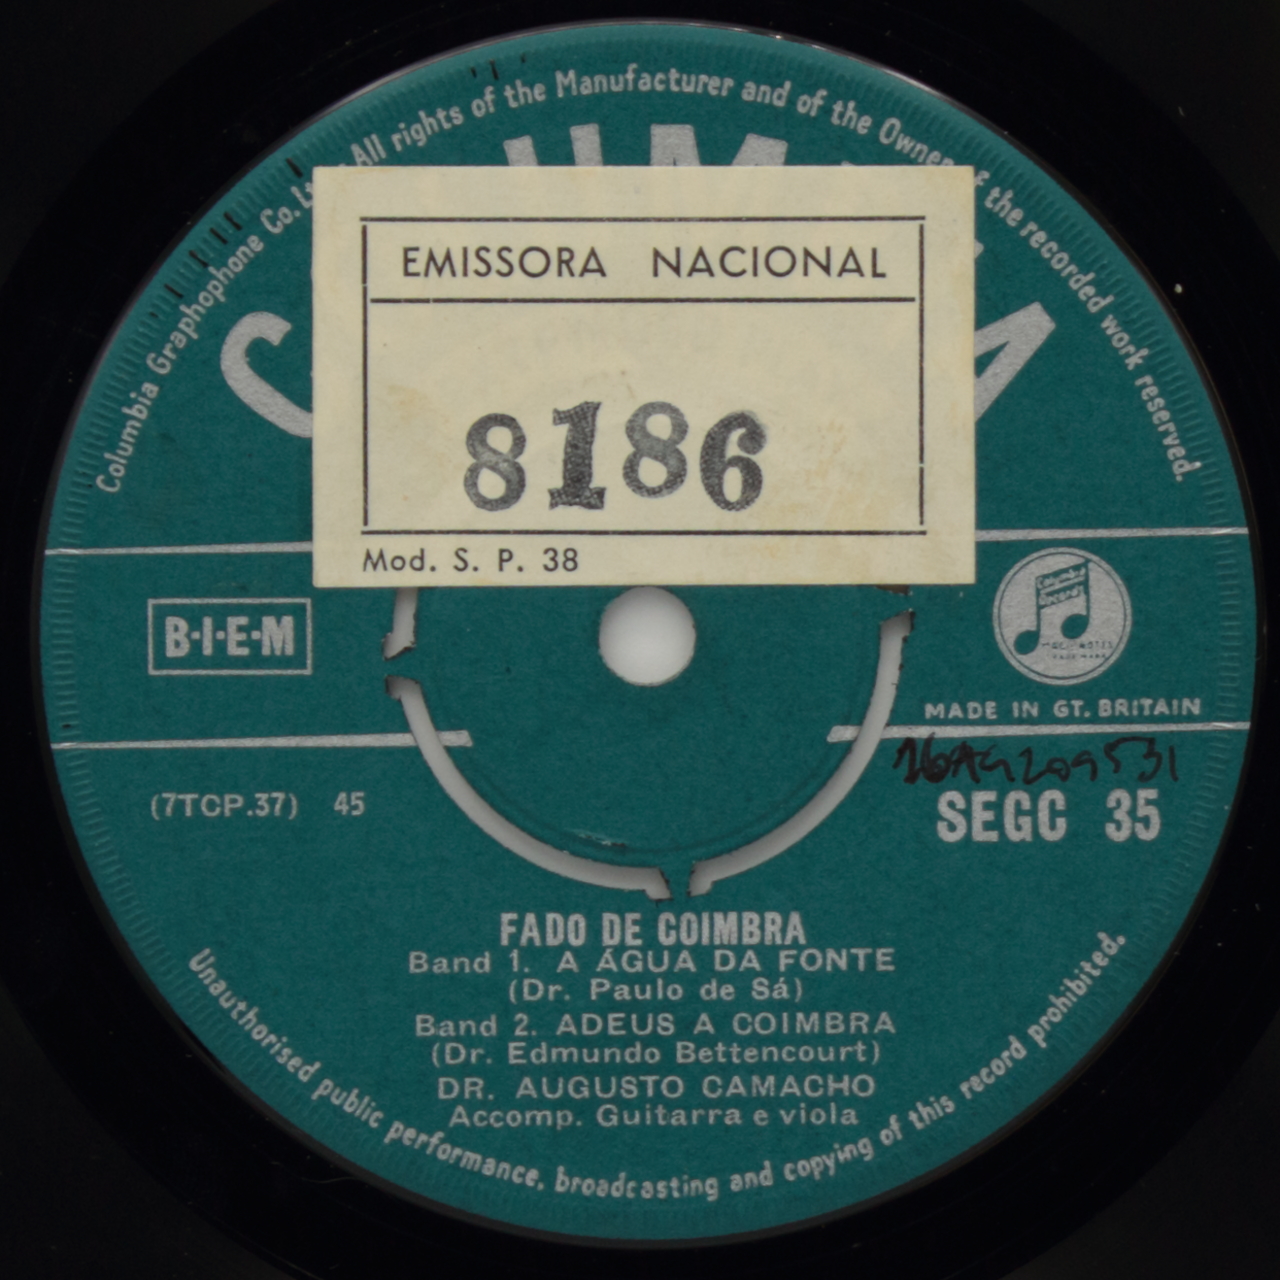 Columbia Graphophone Co. All rights of the Manufacturer and of the Owner of the recorded work reserved.
EMISSORA NACIONAL
8186
Mod. S. P. 38
B·I·E·M
Columbia
Records
MADE IN GT. BRITAIN
(7TCP.37) 45
SEGC 35
FADO DE COIMBRA
Band 1. A ÁGUA DA FONTE
(Dr. Paulo de Sá)
Band 2. ADEUS A COIMBRA
(Dr. Edmundo Bettencourt)
DR. AUGUSTO CAMACHO
Accomp. Guitarra e viola
Unauthorised public performance, broadcasting and copying of this record prohibited.